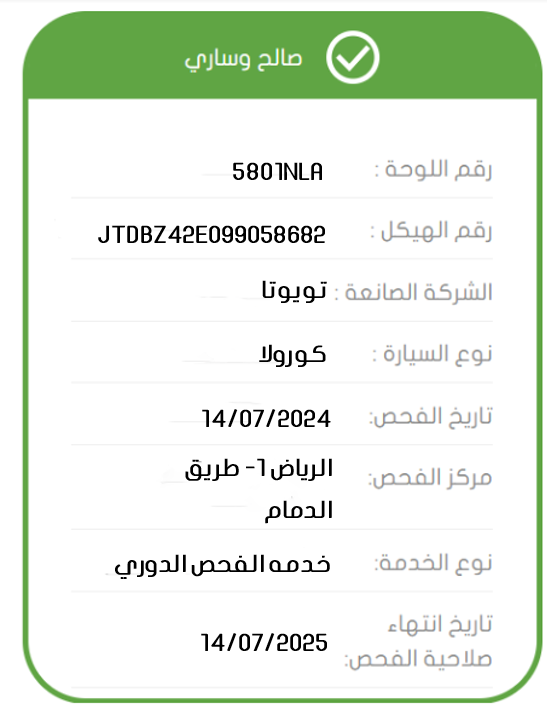 صالح وساري
رقم اللوحة : 5801NLA
رقم الهيكل : JTDBZ42E099058682
الشركة الصانعة : تويوتا
نوع السيارة : كورولا
تاريخ الفحص: 14/07/2024
مركز الفحص: الرياض 1- طريق
الدمام
نوع الخدمة: خدمه الفحص الدوري
تاريخ انتهاء
صلاحية الفحص: 14/07/2025